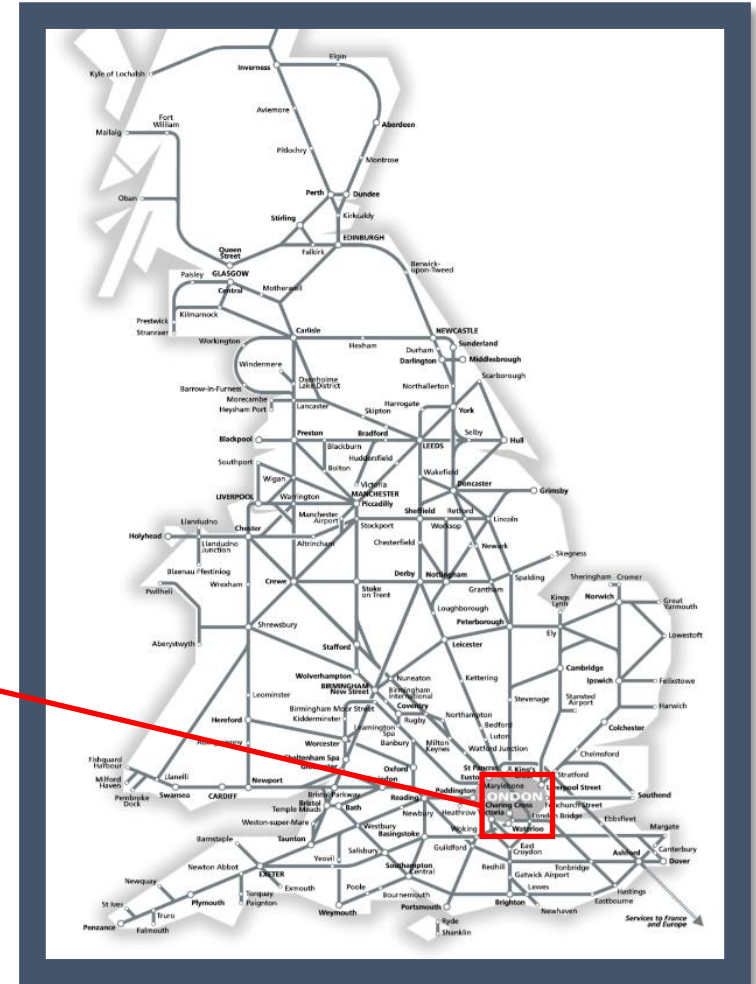 Elgin
Inverness
Kyle of Lochalsh
Aviemore
Fort
William
Aberdeen
Mallaig
Pitlochry
Montrose
Perth
Dundee
Oban
Stirling
Kirkcaldy
EDINBURGH
Queen
Street
Falkirk
Berwick-
upon-Tweed
Paisley
GLASGOW
Central
Motherwell
Prestwick
Kilmarnock
Stranraer
Carlisle
NEWCASTLE
Workington
Hexham
Sunderland
Durham
Darlington
Middlesbrough
Windermere
Scarborough
Oxenholme
Lake District
Barrow-in-Furness
Northallerton
Morecambe
Heysham Port
Lancaster
Harrogate
Skipton
York
Blackpool
Preston
Bradford
Selby
Hull
Blackburn
LEEDS
Huddersfield
Southport
Bolton
Wakefield
Wigan
Victoria
Doncaster
MANCHESTER
Grimsby
LIVERPOOL
Warrington
Piccadilly
Manchester
Airport
Sheffield
Retford
Llandudno
Chester
Stockport
Worksop
Lincoln
Holyhead
Llandudno
Junction
Altrincham
Chesterfield
Newark
Skegness
Blaenau Ffestiniog
Wrexham
Crewe
Derby
Nottingham
Spalding
Sheringham
Cromer
Pwllheli
Stoke
on Trent
Grantham
Kings
Lynn
Norwich
Great
Yarmouth
Loughborough
Shrewsbury
Peterborough
Ely
Lowestoft
Aberystwyth
Stafford
Leicester
Wolverhampton
Nuneaton
Kettering
Cambridge
BIRMINGHAM
New Street
Birmingham
International
Ipswich
Felixstowe
Leominster
Birmingham Moor Street
Coventry
Stevenage
Stansted
Airport
Harwich
Kidderminster
Rugby
Northampton
Hereford
Leamington
Spa
Bedford
Colchester
Worcester
Banbury
Milton
Keynes
Luton
Watford Junction
Chelmsford
Fishguard
Harbour
Cheltenham Spa
Oxford
St Pancras
King's
Euston
Stratford
Milford
Haven
Llanelli
Newport
Marylebone
Liverpool Street
Pembroke
Dock
Swansea
CARDIFF
Bristol Parkway
Reading
Paddington
LONDON
Southend
Bristol
Temple Meads
Bath
Newbury
Heathrow
Charing Cross
Victoria
Fenchurch Street
London Bridge
Weston-super-Mare
Westbury
Ebbsfleet
Margate
Barnstaple
Taunton
Basingstoke
Woking
Waterloo
Canterbury
Salisbury
Guildford
East
Croydon
Ashford
Dover
Newton Abbot
Yeovil
Southampton
Central
Redhill
Tonbridge
Newquay
EXETER
Gatwick Airport
Exmouth
Poole
Lewes
Hastings
St Ives
Plymouth
Torquay
Paignton
Bournemouth
Brighton
Eastbourne
Truro
Weymouth
Portsmouth
Newhaven
Penzance
Falmouth
Ryde
Shanklin
Services to France
and Europe